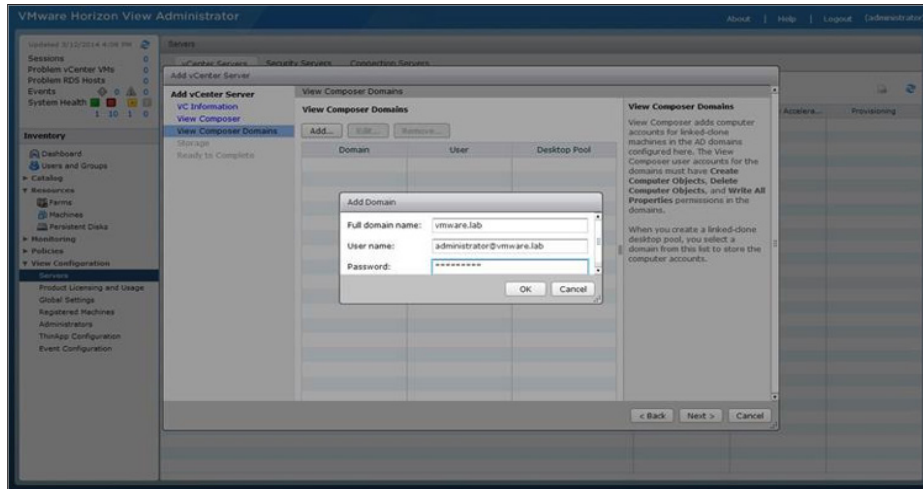 VMware Horizon View Administrator
About | Help | Logout
Updated 3/10/2014 4:04 PM
Sessions 0
Problem vCenter VMs 0
Problem RDS Hosts 0
Events 0 0
System Health
1 10 1 0
Inventory
Dashboard
Users and Groups
Catalog
Resources
Farms
Machines
Persistent Disks
Monitoring
Policies
View Configuration
Servers
Product Licensing and Usage
Global Settings
Registered Machines
Administrators
ThinApp Configuration
Event Configuration
Servers
vCenter Servers Security Servers Connection Servers
Provisioning
Add vCenter Server
Add vCenter Server
VC Information
View Composer
View Composer Domains
Storage
Ready to Complete
View Composer Domains
View Composer Domains
Add... Edit... Remove...
Domain User Desktop Pool
Add Domain
Full domain name: vmware.lab
User name: administrator@vmware.lab
Password: *********
OK Cancel
View Composer Domains
View Composer adds computer
accounts for linked-clone
machines in the AD domains
configured here. The View
Composer user accounts for the
domains must have Create
Computer Objects, Delete
Computer Objects, and Write All
Properties permissions in the
domains.
When you create a linked-clone
desktop pool, you select a
domain from this list to store the
computer accounts.
< Back Next > Cancel